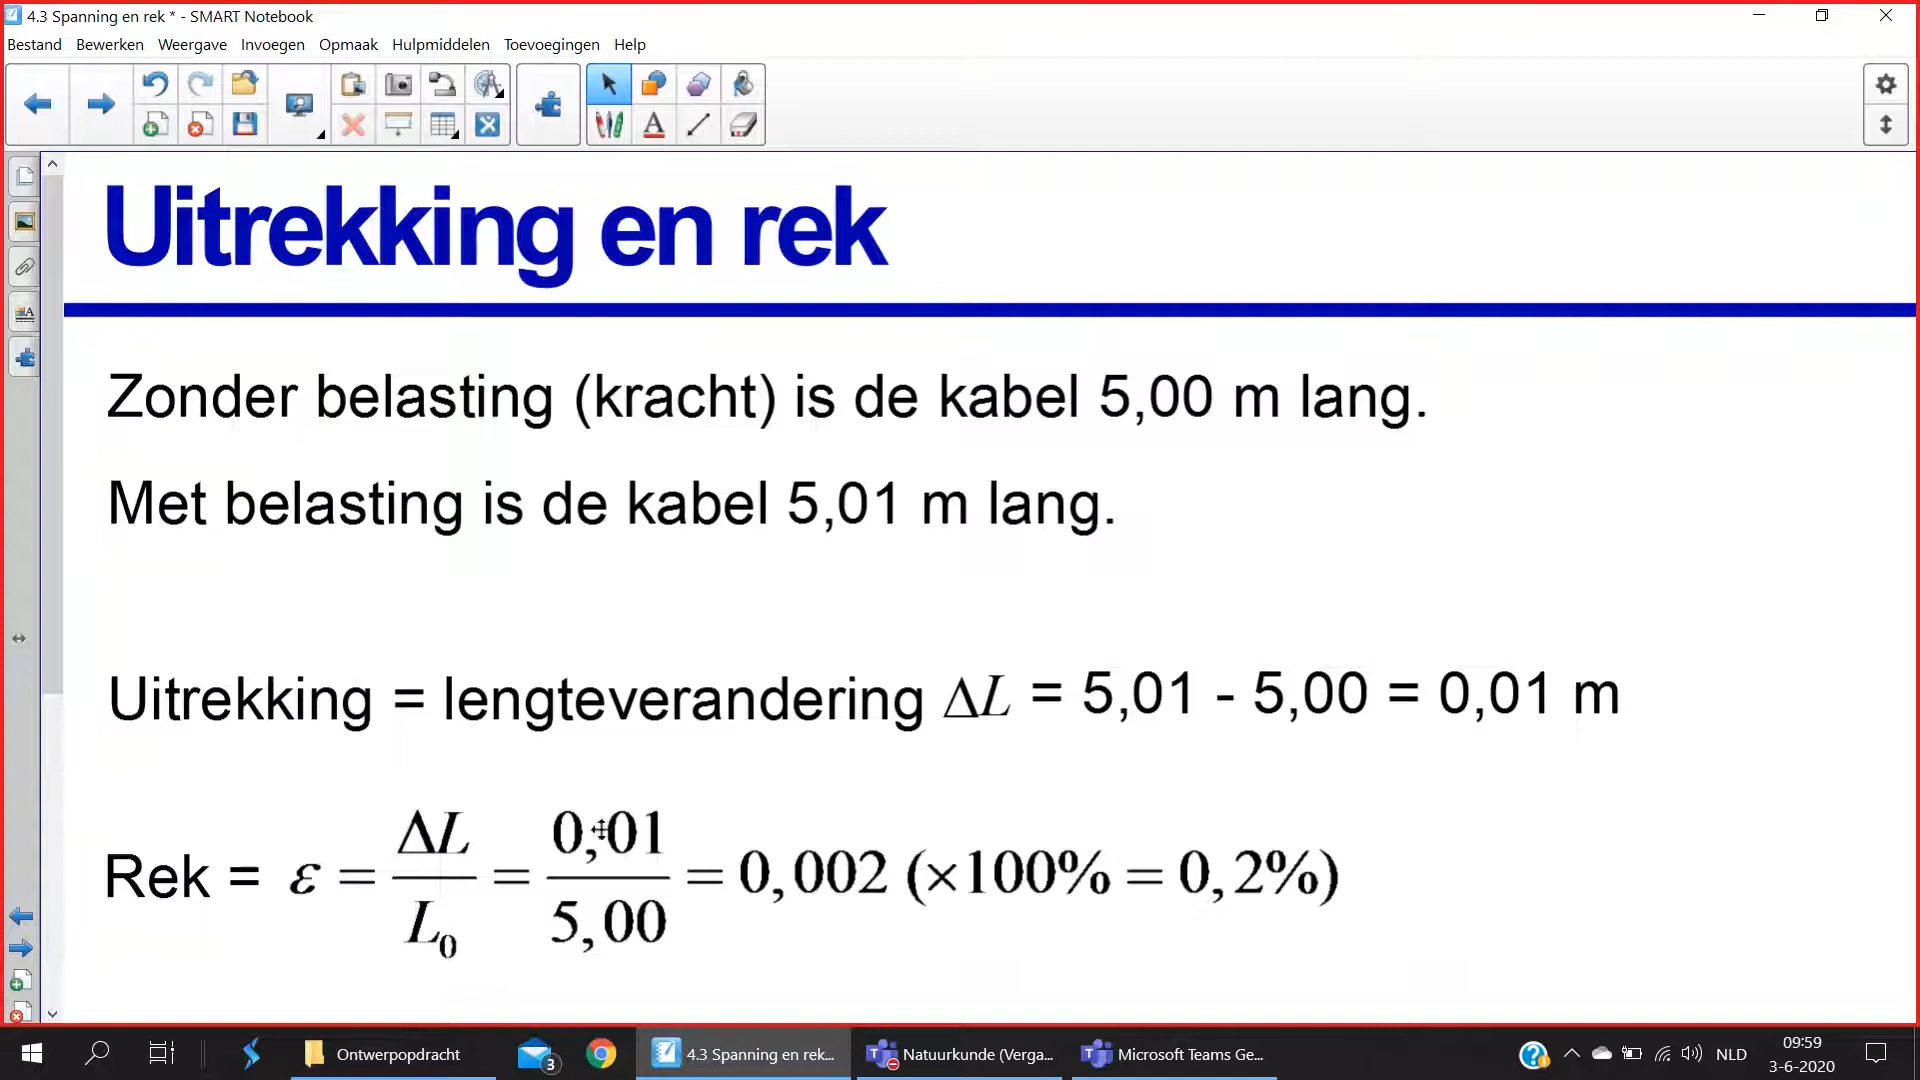 4.3 Spanning en rek * - SMART Notebook
Bestand Bewerken Weergave Invoegen Opmaak Hulpmiddelen Toevoegingen Help
Uitrekking en rek
Zonder belasting (kracht) is de kabel 5,00 m lang.
Met belasting is de kabel 5,01 m lang.
Uitrekking = lengteverandering ΔL = 5,01 - 5,00 = 0,01 m
Rek = ε = ΔL / L₀ = 0,01 / 5,00 = 0,002 (×100% = 0,2%)
Ontwerpopdracht 3 4.3 Spanning en rek... Natuurkunde (Verga... Microsoft Teams Ge... NLD 09:59
3-6-2020